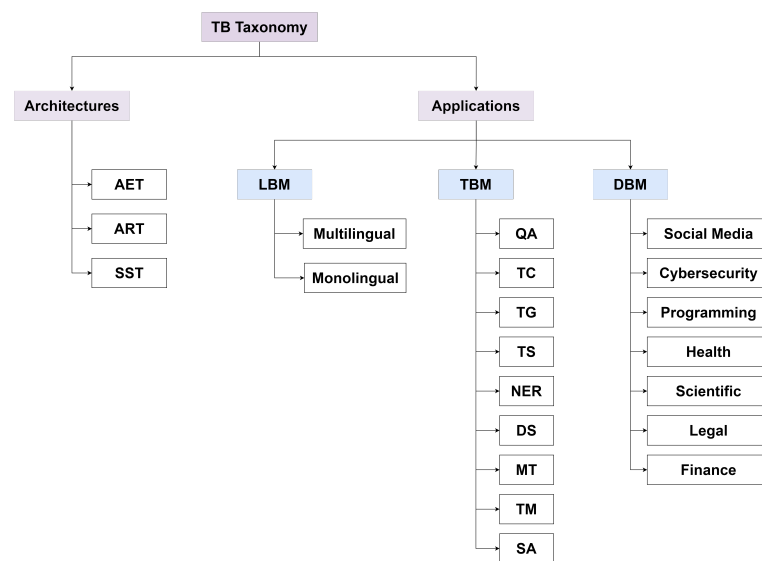 TB Taxonomy
Architectures
Applications
AET
ART
SST
LBM
TBM
DBM
Multilingual
Monolingual
QA
TC
TG
TS
NER
DS
MT
TM
SA
Social Media
Cybersecurity
Programming
Health
Scientific
Legal
Finance